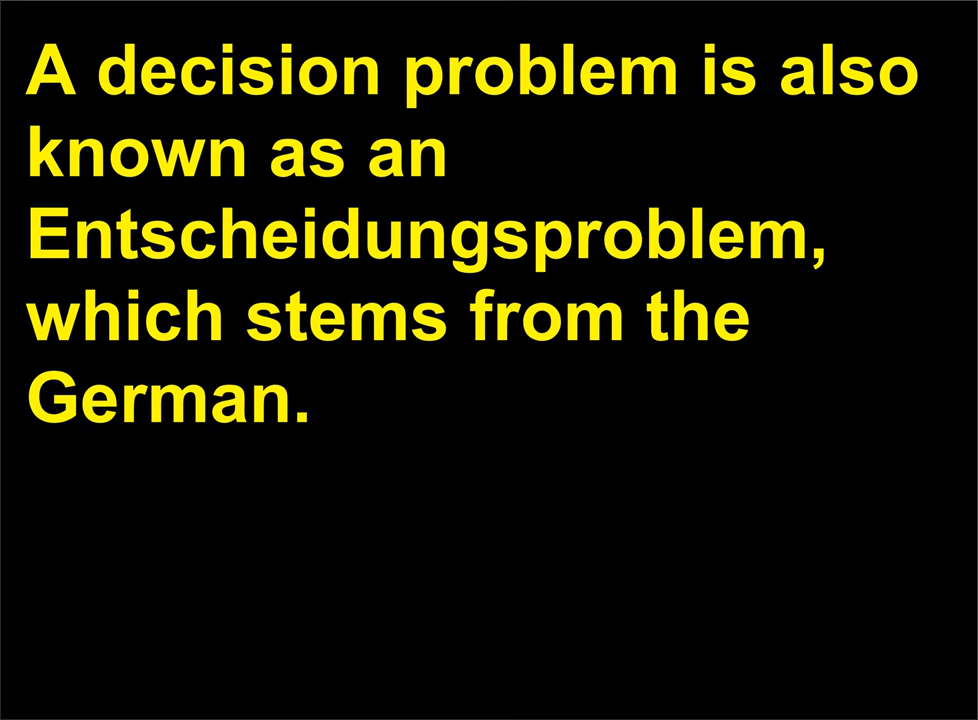 A decision problem is also
known as an
Entscheidungsproblem,
which stems from the
German.